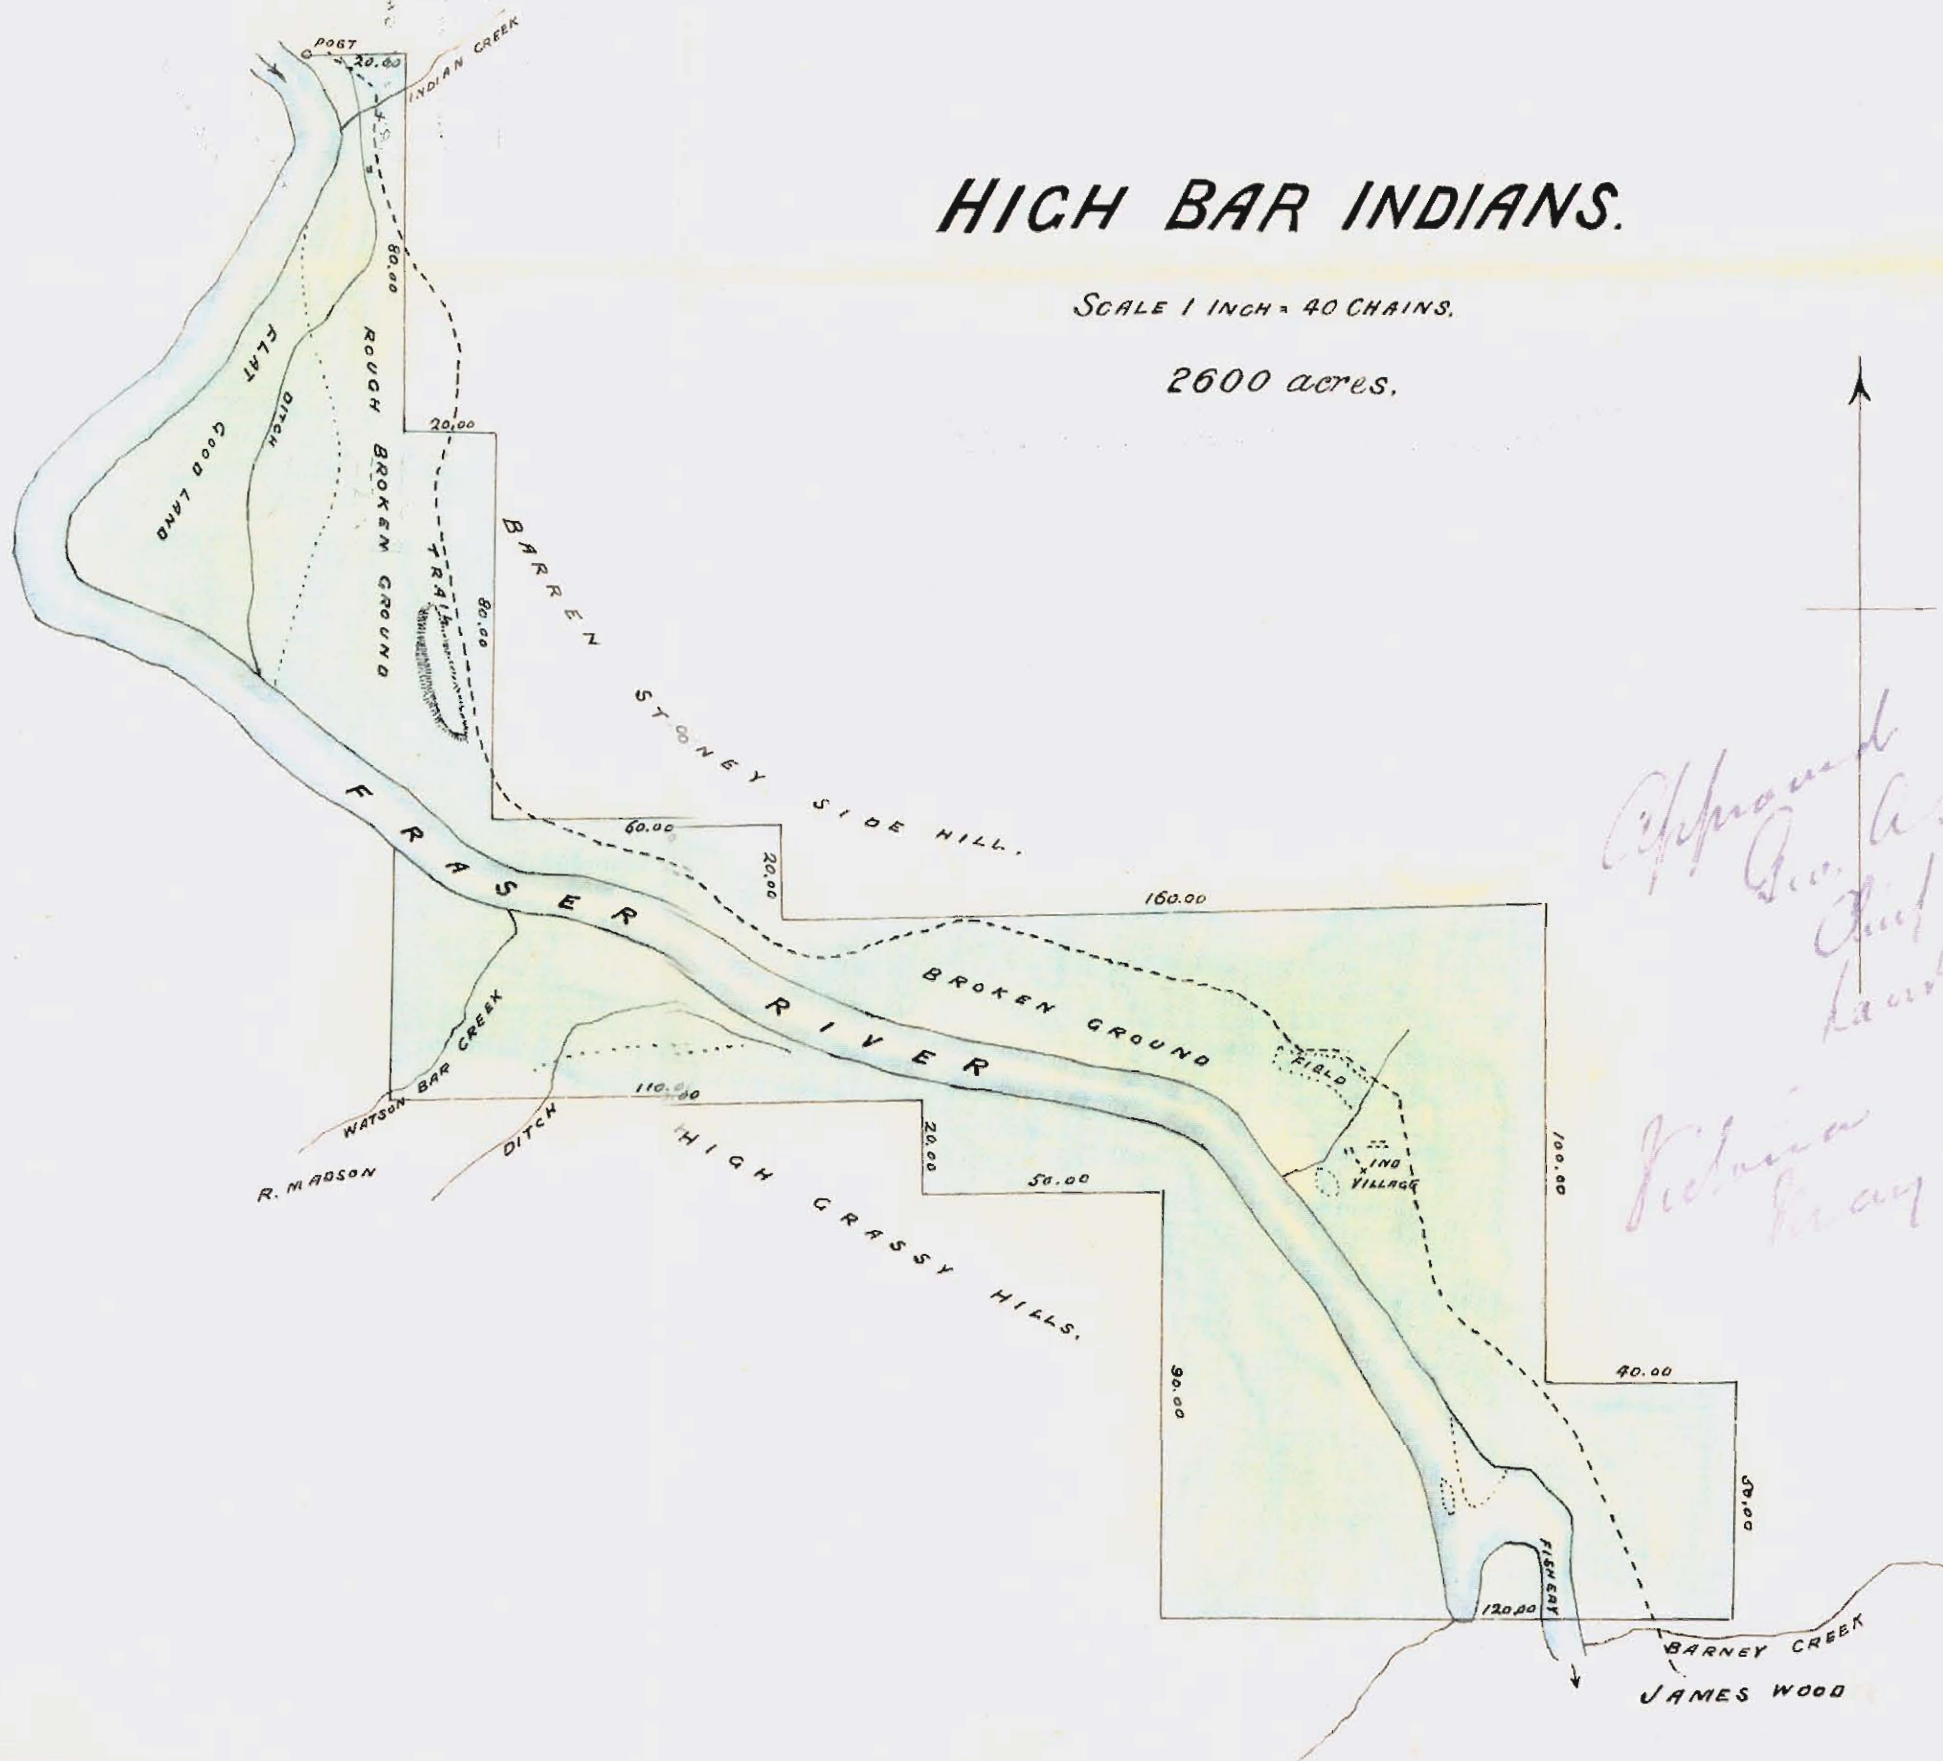 POST
20.00
INDIAN CREEK
HIGH BAR INDIANS.
SCALE 1 INCH = 40 CHAINS.
2600 acres.
80.00
FLAT
GOOD LAND
DITCH
ROUGH BROKEN GROUND
20.00
TRAIL
80.00
BARREN STONEY SIDE HILL.
60.00
20.00
160.00
FRASER RIVER
BROKEN GROUND
FIELD
IND
VILLAGE
100.00
WATSON BAR CREEK
R. MADSON
DITCH
110.00
20.00
50.00
HIGH GRASSY HILLS.
90.00
40.00
50.00
FISHERY
120.00
BARNEY CREEK
JAMES WOOD
Approved
Chief
Victoria
May